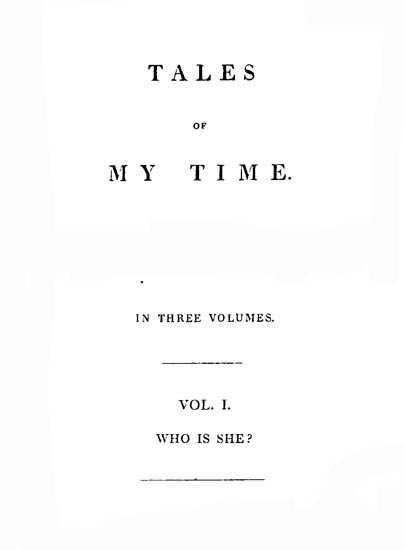 TALES
OF
MY TIME.
IN THREE VOLUMES.
VOL. I.
WHO IS SHE?